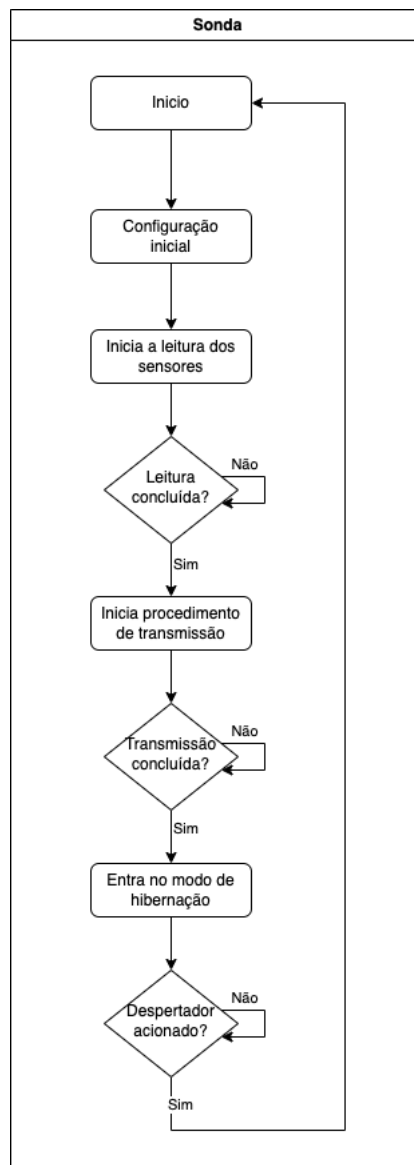 Sonda
Inicio
Configuração
inicial
Inicia a leitura dos
sensores
Leitura
concluída?
Não
Sim
Inicia procedimento
de transmissão
Transmissão
concluída?
Não
Sim
Entra no modo de
hibernação
Despertador
acionado?
Não
Sim